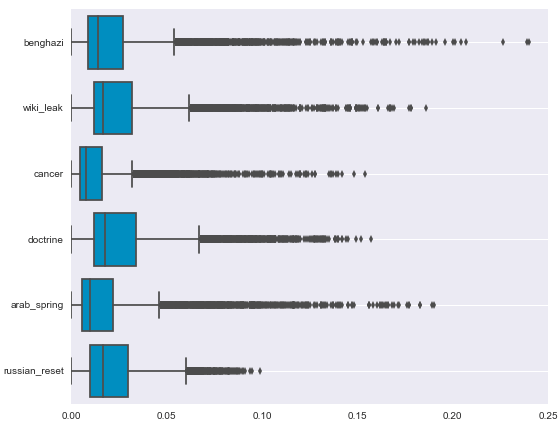 benghazi
wiki_leak
cancer
doctrine
arab_spring
russian_reset
0.00 0.05 0.10 0.15 0.20 0.25